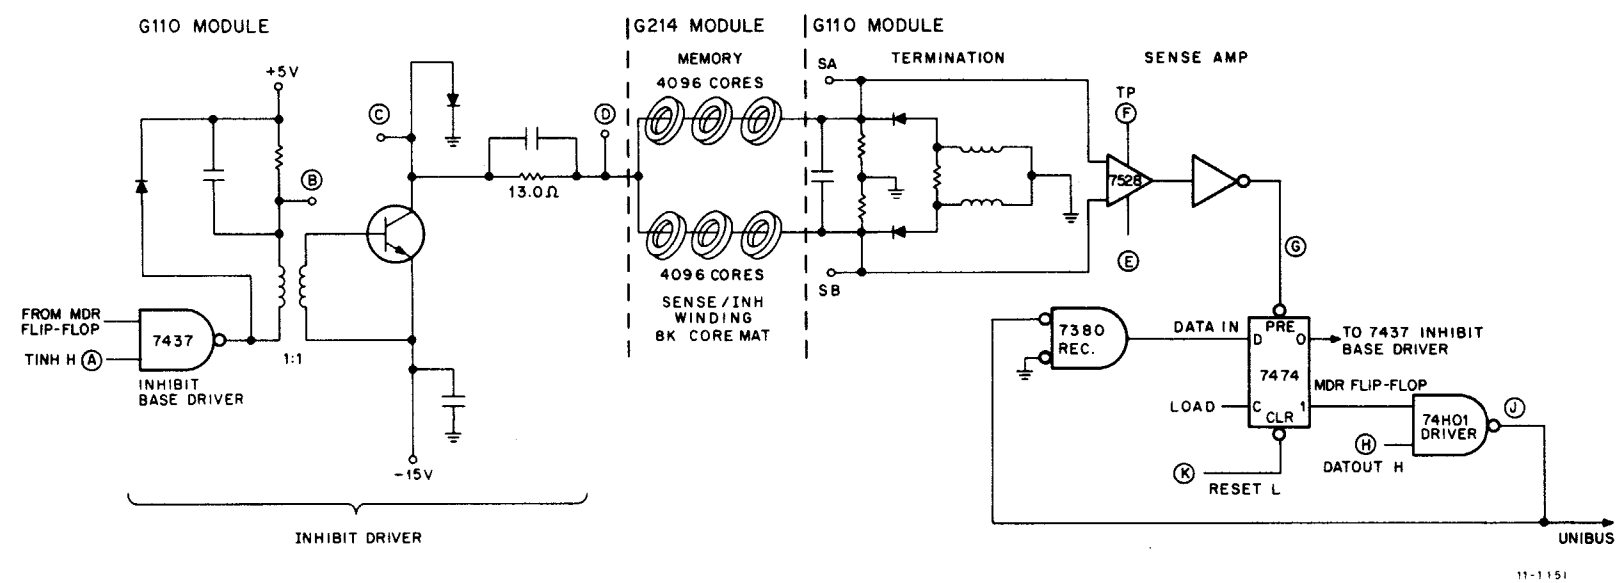 G110 MODULE
G214 MODULE
G110 MODULE
MEMORY
4096 CORES
TERMINATION
SENSE AMP
+5V
C
D
SA
TP
F
B
13.0Ω
7528
4096 CORES
SB
E
G
SENSE/INH
WINDING
8K CORE MAT
FROM MDR
FLIP-FLOP
7437
TINH H A
1:1
INHIBIT
BASE DRIVER
-15V
INHIBIT DRIVER
7380
REC.
DATA IN
PRE
D
0
7474
C
1
CLR
TO 7437 INHIBIT
BASE DRIVER
MDR FLIP-FLOP
LOAD
74H01
DRIVER
J
H
DATOUT H
K
RESET L
UNIBUS
11-1151